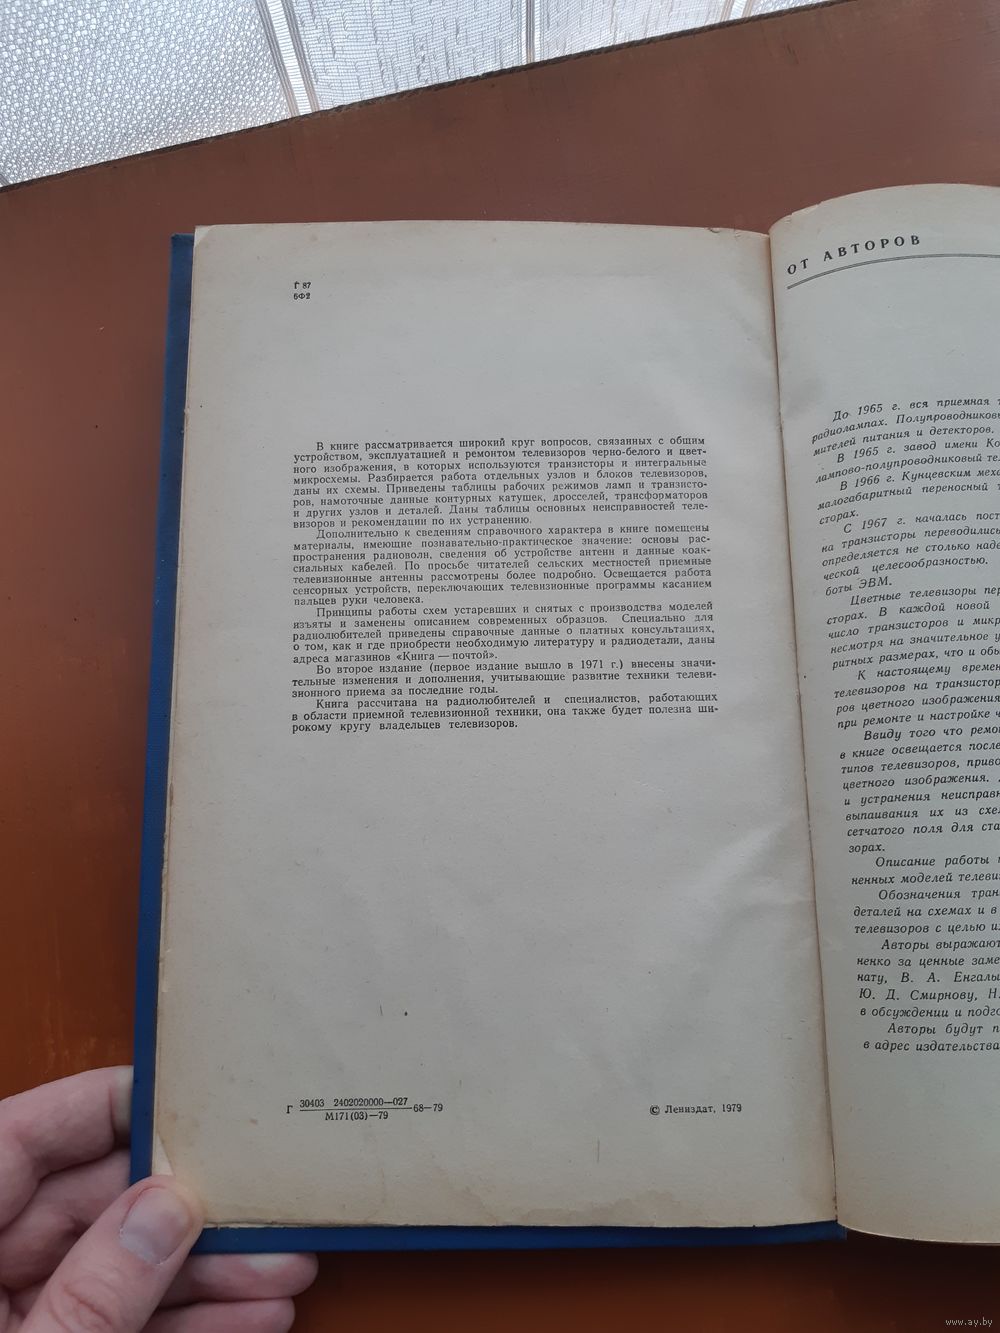 Г 87
6Ф2
В книге рассматривается широкий круг вопросов, связанных с общим
устройством, эксплуатацией и ремонтом телевизоров черно-белого и цвет-
ного изображения, в которых используются транзисторы и интегральные
микросхемы. Разбирается работа отдельных узлов и блоков телевизоров,
даны их схемы. Приведены таблицы рабочих режимов ламп и транзисто-
ров, намоточные данные контурных катушек, дросселей, трансформаторов
и других узлов и деталей. Даны таблицы основных неисправностей теле-
визоров и рекомендации по их устранению.
Дополнительно к сведениям справочного характера в книге помещены
материалы, имеющие познавательно-практическое значение: основы рас-
пространения радиоволн, сведения об устройстве антенн и данные коак-
сиальных кабелей. По просьбе читателей сельских местностей приемные
телевизионные антенны рассмотрены более подробно. Освещается работа
сенсорных устройств, переключающих телевизионные программы касанием
пальцев руки человека.
Принципы работы схем устаревших и снятых с производства моделей
изъяты и заменены описанием современных образцов. Специально для
радиолюбителей приведены справочные данные о платных консультациях,
о том, как и где приобрести необходимую литературу и радиодетали, даны
адреса магазинов «Книга — почтой».
Во второе издание (первое издание вышло в 1971 г.) внесены значи-
тельные изменения и дополнения, учитывающие развитие техники телеви-
зионного приема за последние годы.
Книга рассчитана на радиолюбителей и специалистов, работающих
в области приемной телевизионной техники, она также будет полезна ши-
рокому кругу владельцев телевизоров.
Г 30403 2402020000—027
М171(03)—79 68—79
© Лениздат, 1979
ОТ АВТОРОВ
До 1965 г. вся приемная
радиолампах. Полупроводников
мителей питания и детекторов.
В 1965 г. завод имени Ко
лампово-полупроводниковый тел
В 1966 г. Кунцевским меха
малогабаритный переносный т
сторах.
С 1967 г. началась пост
на транзисторы переводились
определяется не столько наде
ческой целесообразностью.
боты ЭВМ.
Цветные телевизоры пер
сторах. В каждой новой
число транзисторов и микр
несмотря на значительное у
ритных размерах, что и обы
К настоящему времен
телевизоров на транзистор
ров цветного изображения
при ремонте и настройке ч
Ввиду того что ремо
в книге освещается после
типов телевизоров, приво
цветного изображения.
и устранения неисправн
выпаивания их из схе
сетчатого поля для ста
зорах.
Описание работы
ненных моделей телеви
Обозначения тран
деталей на схемах и в
телевизоров с целью и
Авторы выражают
ненко за ценные заме
нату, В. А. Енгалы
Ю. Д. Смирнову, Н.
в обсуждении и подго
Авторы будут п
в адрес издательства
www.ay.by